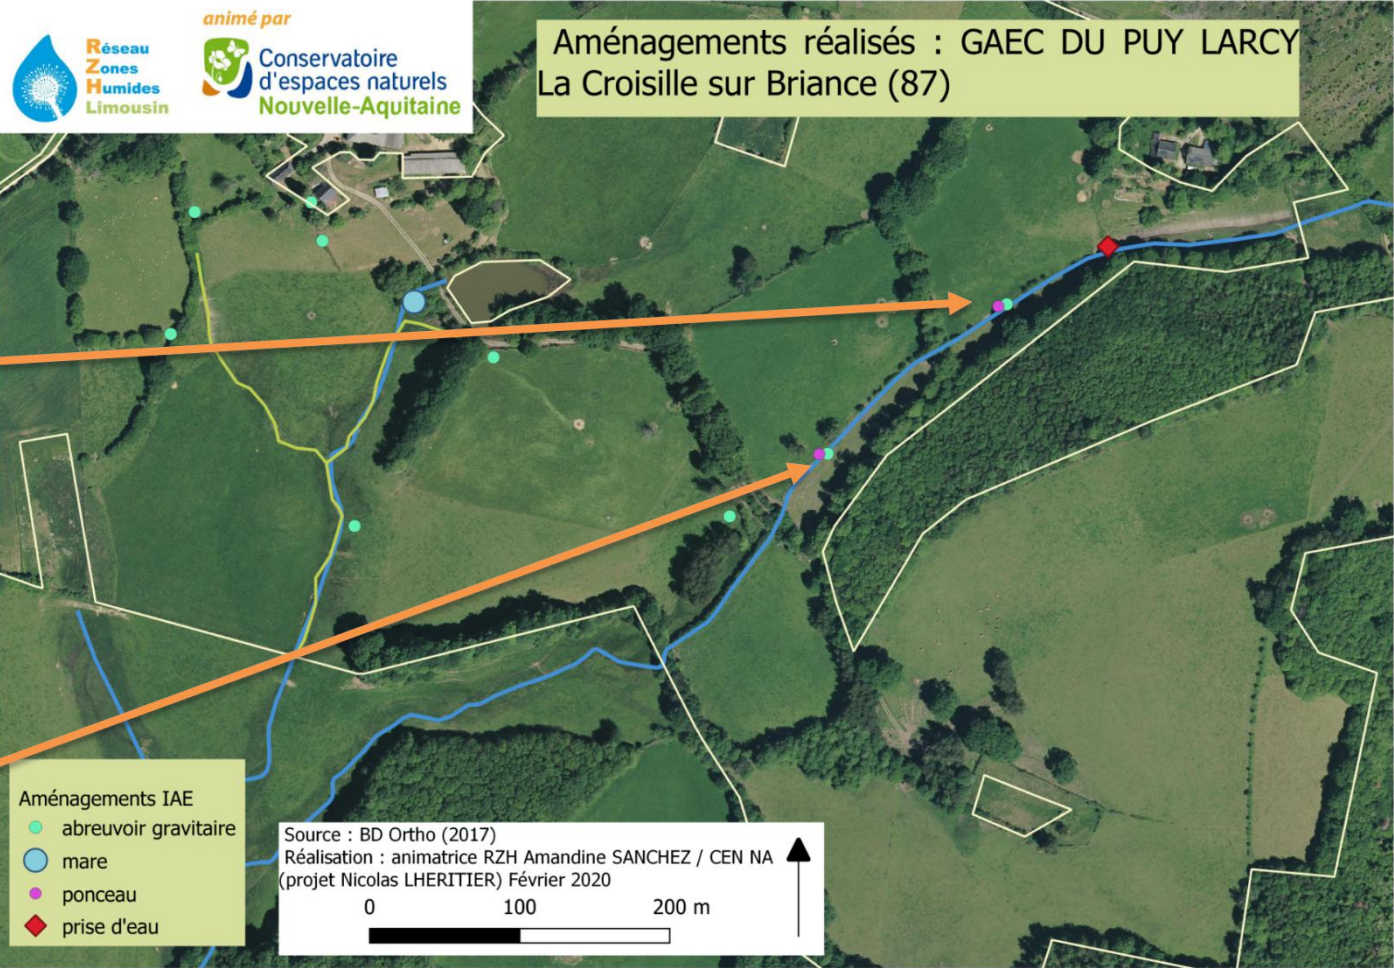 Réseau
Zones
Humides
Limousin
animé par
Conservatoire
d'espaces naturels
Nouvelle-Aquitaine
Aménagements réalisés : GAEC DU PUY LARCY
La Croisille sur Briance (87)
Aménagements IAE
abreuvoir gravitaire
mare
ponceau
prise d'eau
Source : BD Ortho (2017)
Réalisation : animatrice RZH Amandine SANCHEZ / CEN NA
(projet Nicolas LHERITIER) Février 2020
0 100 200 m